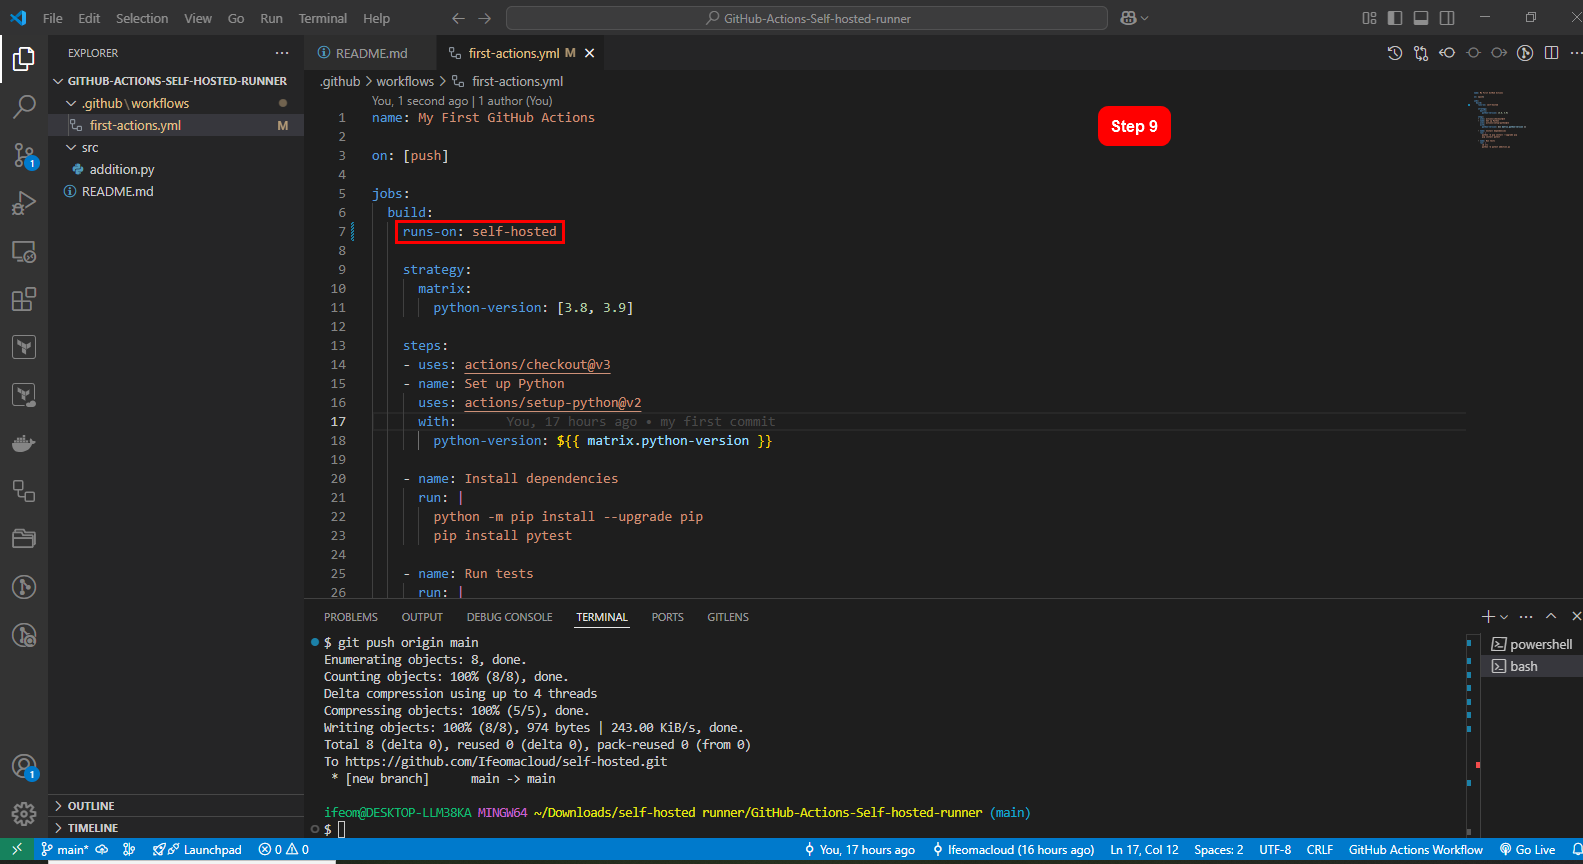 File Edit Selection View Go Run Terminal Help
GitHub-Actions-Self-hosted-runner
EXPLORER
GITHUB-ACTIONS-SELF-HOSTED-RUNNER
.github\workflows
first-actions.yml M
src
addition.py
README.md
1
1
OUTLINE
TIMELINE
README.md
first-actions.yml M
.github > workflows > first-actions.yml
You, 1 second ago | 1 author (You)
1 name: My First GitHub Actions
2
3 on: [push]
4
5 jobs:
6 build:
7 runs-on: self-hosted
8
9 strategy:
10 matrix:
11 python-version: [3.8, 3.9]
12
13 steps:
14 - uses: actions/checkout@v3
15 - name: Set up Python
16 uses: actions/setup-python@v2
17 with: You, 17 hours ago • my first commit
18 python-version: ${{ matrix.python-version }}
19
20 - name: Install dependencies
21 run: |
22 python -m pip install --upgrade pip
23 pip install pytest
24
25 - name: Run tests
26 run: |
Step 9
PROBLEMS OUTPUT DEBUG CONSOLE TERMINAL PORTS GITLENS
$ git push origin main
Enumerating objects: 8, done.
Counting objects: 100% (8/8), done.
Delta compression using up to 4 threads
Compressing objects: 100% (5/5), done.
Writing objects: 100% (8/8), 974 bytes | 243.00 KiB/s, done.
Total 8 (delta 0), reused 0 (delta 0), pack-reused 0 (from 0)
To https://github.com/Ifeomacloud/self-hosted.git
* [new branch] main -> main
ifeom@DESKTOP-LLM38KA MINGW64 ~/Downloads/self-hosted runner/GitHub-Actions-Self-hosted-runner (main)
$
powershell
bash
main* Launchpad 0 0 You, 17 hours ago Ifeomacloud (16 hours ago) Ln 17, Col 12 Spaces: 2 UTF-8 CRLF GitHub Actions Workflow Go Live